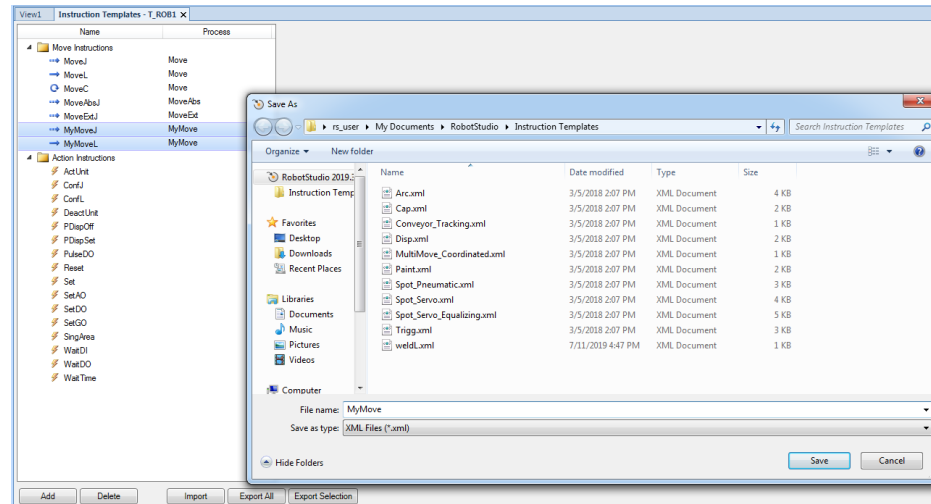 View1 Instruction Templates - T_ROB1 X
Name Process
Move Instructions
MoveJ Move
MoveL Move
MoveC Move
MoveAbsJ MoveAbs
MoveExtJ MoveExt
MyMoveJ MyMove
MyMoveL MyMove
Action Instructions
ActUnit
ConfJ
ConfL
DeactUnit
PDispOff
PDispSet
PulseDO
Reset
Set
SetAO
SetDO
SetGO
SingArea
WaitDI
WaitDO
WaitTime
Add Delete Import Export All Export Selection
Save As
rs_user My Documents RobotStudio Instruction Templates
Search Instruction Templates
Organize New folder
RobotStudio 2019.
Instruction Temp
Favorites
Desktop
Downloads
Recent Places
Libraries
Documents
Music
Pictures
Videos
Computer
Name Date modified Type Size
Arc.xml 3/5/2018 2:07 PM XML Document 4 KB
Cap.xml 3/5/2018 2:07 PM XML Document 2 KB
Conveyor_Tracking.xml 3/5/2018 2:07 PM XML Document 1 KB
Disp.xml 3/5/2018 2:07 PM XML Document 2 KB
MultiMove_Coordinated.xml 3/5/2018 2:07 PM XML Document 1 KB
Paint.xml 3/5/2018 2:07 PM XML Document 1 KB
Spot_Pneumatic.xml 3/5/2018 2:07 PM XML Document 3 KB
Spot_Servo.xml 3/5/2018 2:07 PM XML Document 4 KB
Spot_Servo_Equalizing.xml 3/5/2018 2:07 PM XML Document 5 KB
Trigg.xml 3/5/2018 2:07 PM XML Document 3 KB
weldL.xml 7/11/2019 4:47 PM XML Document 1 KB
File name: MyMove
Save as type: XML Files (*.xml)
Hide Folders Save Cancel